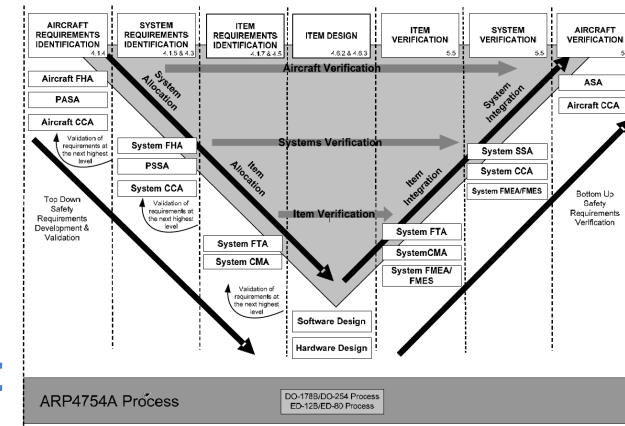 AIRCRAFT
REQUIREMENTS
IDENTIFICATION
4.1.4
SYSTEM
REQUIREMENTS
IDENTIFICATION
4.1.5 & 4.3
ITEM
REQUIREMENTS
IDENTIFICATION
4.1.7 & 4.5
ITEM DESIGN
4.6.2 & 4.6.3
ITEM
VERIFICATION
5.5
SYSTEM
VERIFICATION
5.5
AIRCRAFT
VERIFICATION
Aircraft FHA
PASA
Aircraft CCA
Validation of
requirements at
the next highest
level
Top Down
Safety
Requirements
Development &
Validation
System FHA
PSSA
System CCA
Validation of
requirements at
the next highest
level
System FTA
System CMA
Validation of
requirements at
the next highest
level
System
Allocation
Item
Allocation
Aircraft Verification
Systems Verification
Item Verification
Software Design
Hardware Design
Item
Integration
System
Integration
System FTA
SystemCMA
System FMEA/
FMES
System SSA
System CCA
System FMEA/FMES
ASA
Aircraft CCA
Bottom Up
Safety
Requirements
Verification
ARP4754A Process
DO-178B/DO-254 Process
ED-12B/ED-80 Process